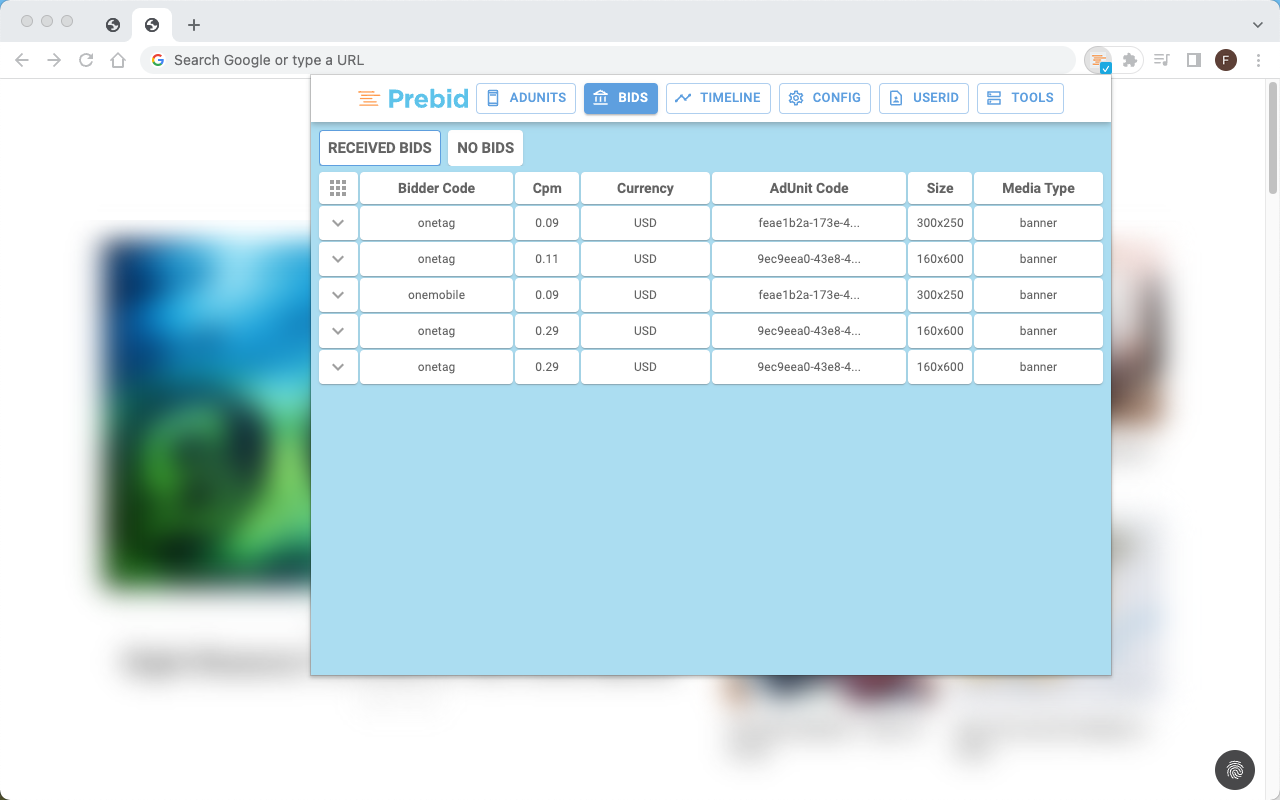 Search Google or type a URL
F
Prebid
ADUNITS
BIDS
TIMELINE
CONFIG
USERID
TOOLS
RECEIVED BIDS
NO BIDS
Bidder Code Cpm Currency AdUnit Code Size Media Type
onetag 0.09 USD feae1b2a-173e-4... 300x250 banner
onetag 0.11 USD 9ec9eea0-43e8-4... 160x600 banner
onemobile 0.09 USD feae1b2a-173e-4... 300x250 banner
onetag 0.29 USD 9ec9eea0-43e8-4... 160x600 banner
onetag 0.29 USD 9ec9eea0-43e8-4... 160x600 banner